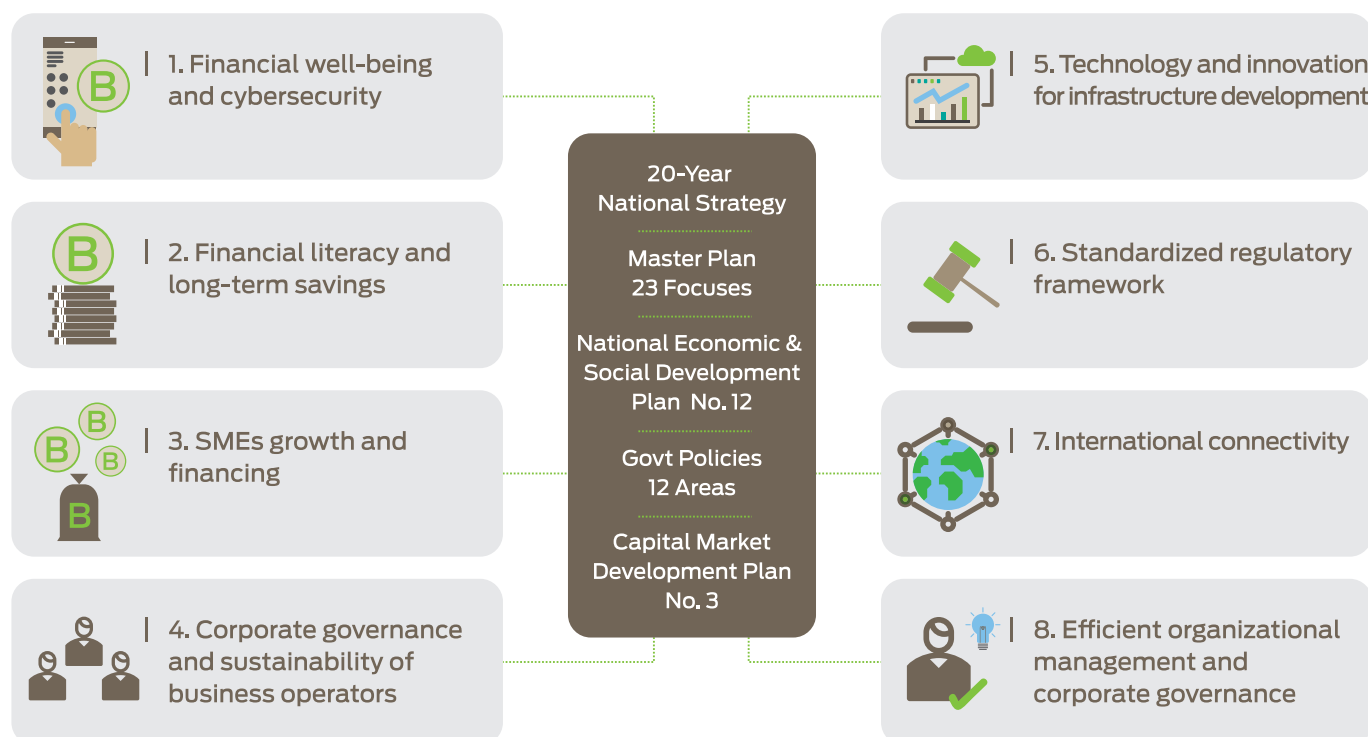 B
1. Financial well-being
and cybersecurity
B
2. Financial literacy and
long-term savings
B
B
B
B
3. SMEs growth and
financing
4. Corporate governance
and sustainability of
business operators
20-Year
National Strategy
Master Plan
23 Focuses
National Economic &
Social Development
Plan No. 12
Govt Policies
12 Areas
Capital Market
Development Plan
No. 3
5. Technology and innovation
for infrastructure development
6. Standardized regulatory
framework
7. International connectivity
8. Efficient organizational
management and
corporate governance